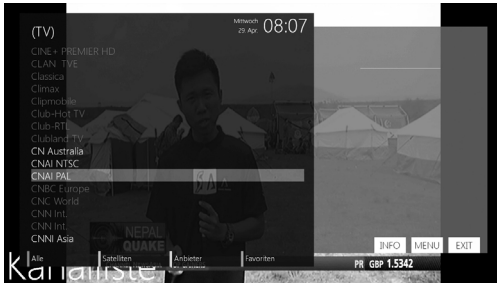 (TV)
Mittwoch
29. Apr 08:07
CINE+ PREMIER HD
CLAN TVE
Classica
Climax
Clipmobile
Club-Hot TV
Club-RTL
Clubland TV
CN Australia
CNAI NTSC
CNAI PAL
CNBC Europe
CNC World
CNN Int.
CNN Int.
CNNI Asia
NEPAL
QUAKE
INFO MENU EXIT
Alle Satelliten Anbieter Favoriten
Kanalliste
PR GBP 1.5342